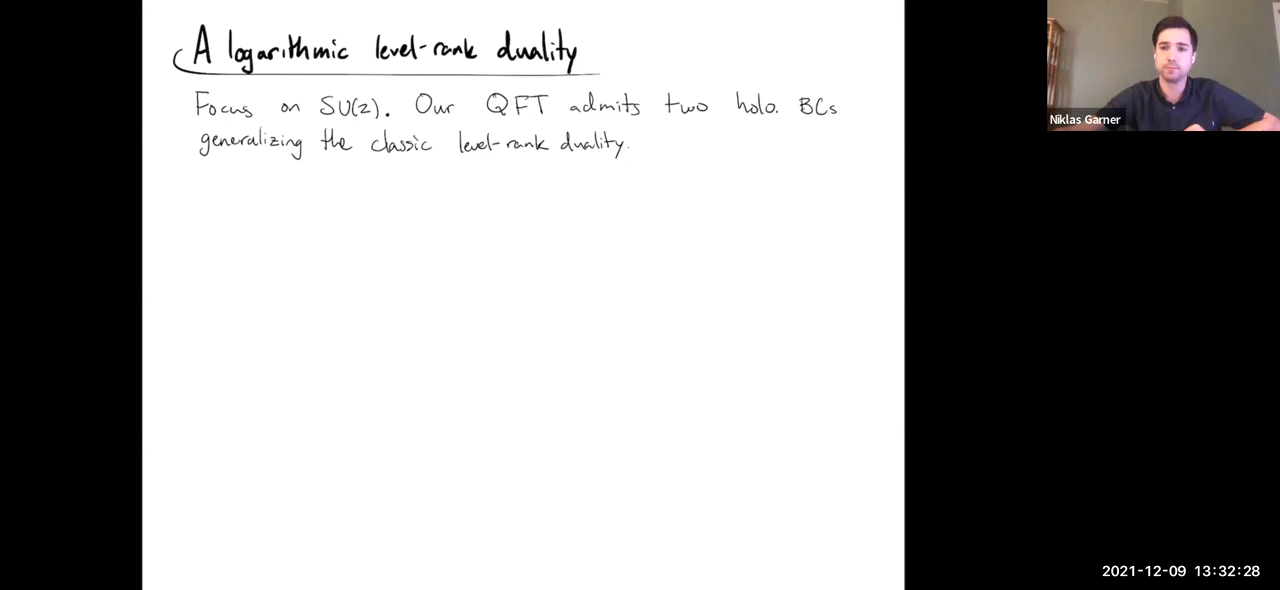 A logarithmic level-rank duality
Focus on SU(2). Our QFT admits two holo. BCs
generalizing the classic level-rank duality.
Niklas Garner
2021-12-09 13:32:28